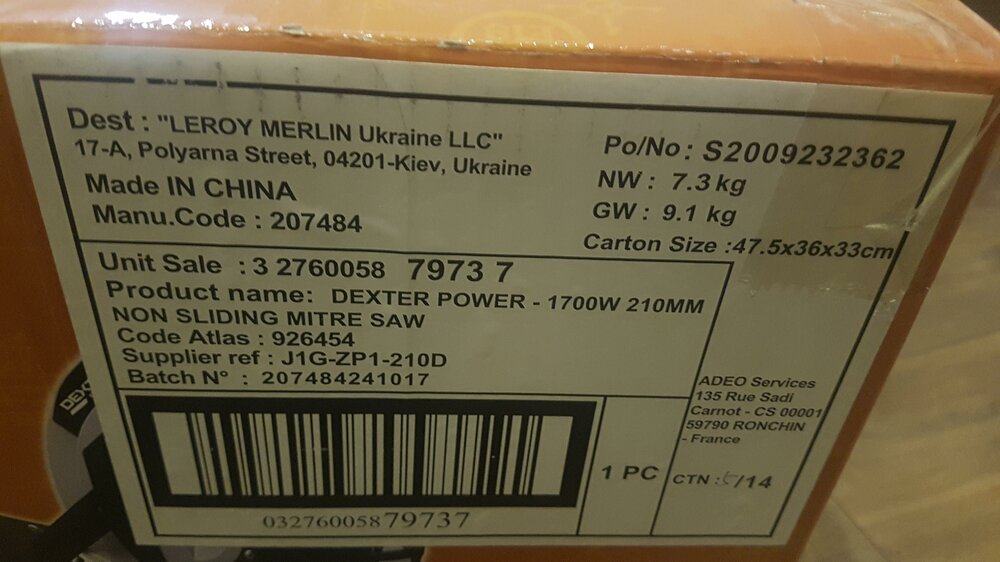 Dest : "LEROY MERLIN Ukraine LLC"
17-A, Polyarna Street, 04201-Kiev, Ukraine
Made IN CHINA
Manu.Code : 207484
Po/No : S2009232362
NW : 7.3 kg
GW : 9.1 kg
Carton Size :47.5x36x33cm
Unit Sale : 3 2760058 7973 7
Product name: DEXTER POWER - 1700W 210MM
NON SLIDING MITRE SAW
Code Atlas : 926454
Supplier ref : J1G-ZP1-210D
Batch N° : 207484241017
ADEO Services
135 Rue Sadi
Carnot - CS 00001
59790 RONCHIN
- France
1 PC
CTN : /14
03276005879737